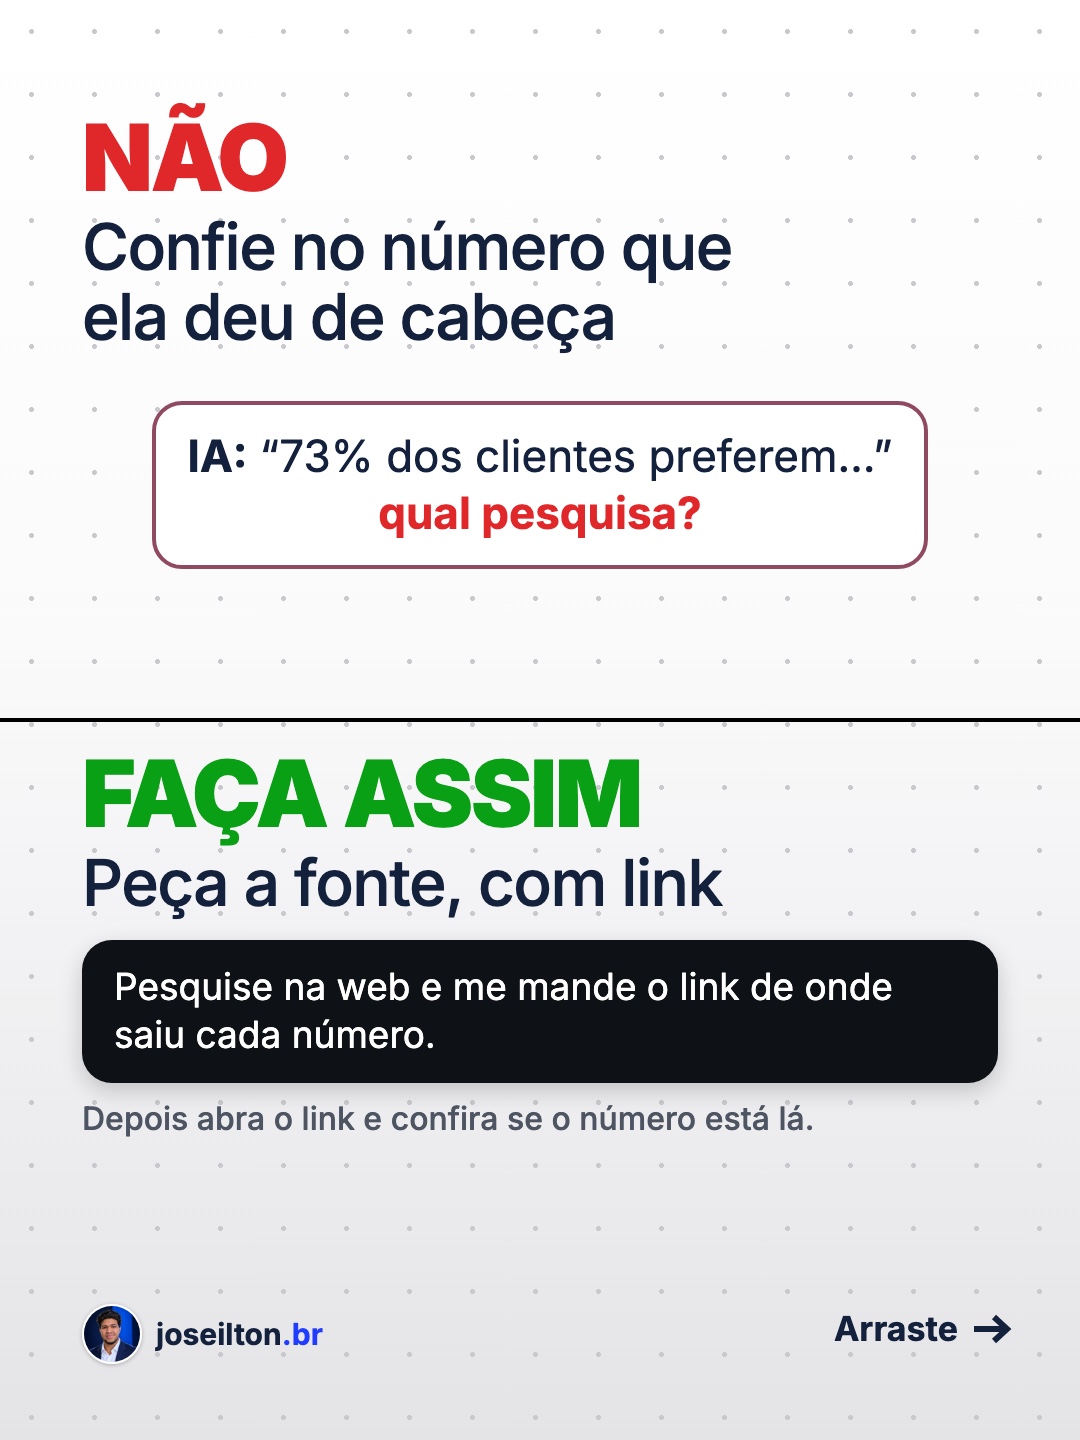 NÃO
Confie no número que
ela deu de cabeça
IA: “73% dos clientes preferem...”
qual pesquisa?
FAÇA ASSIM
Peça a fonte, com link
Pesquise na web e me mande o link de onde
saiu cada número.
Depois abra o link e confira se o número está lá.
joseilton.br
Arraste →